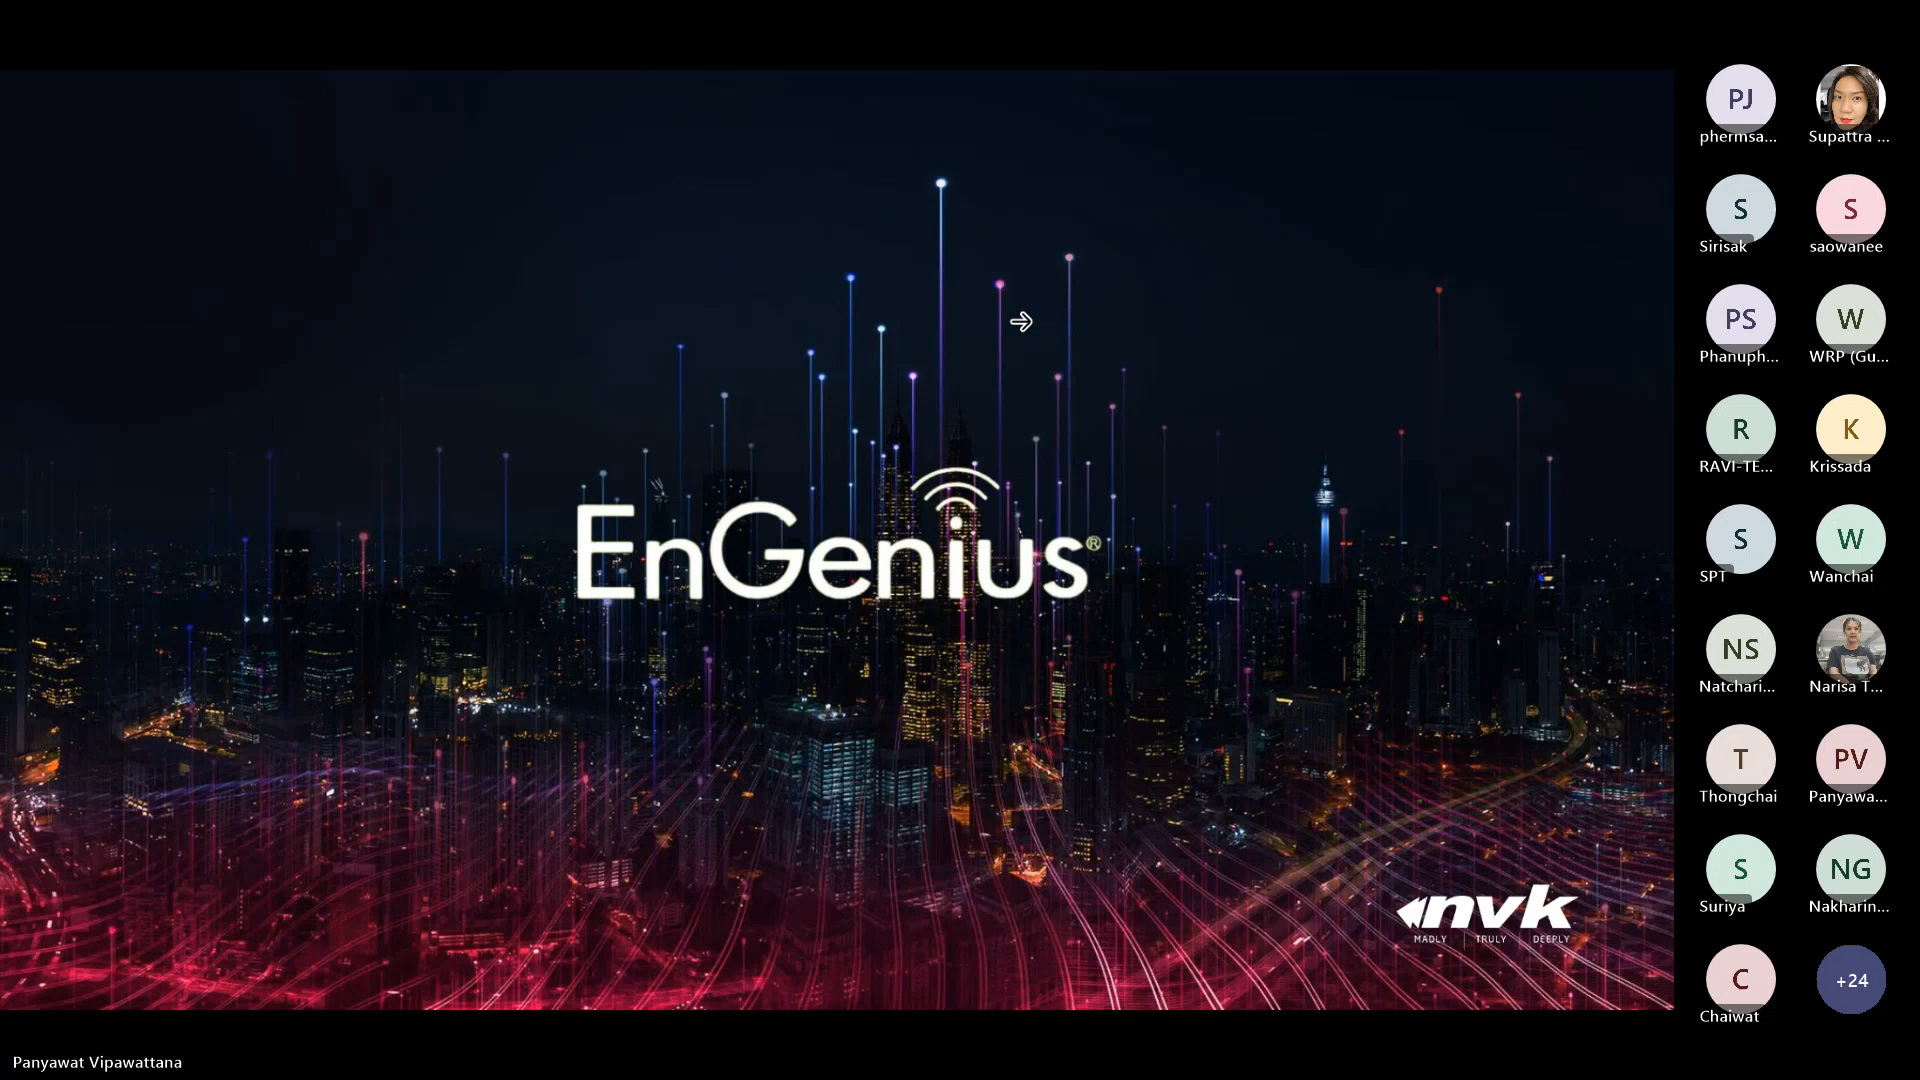 PJ
phermsa...
Supattra ...
S
Sirisak
S
saowanee
PS
Phanuph...
W
WRP (Gu...
R
RAVI-TE...
K
Krissada
S
SPT
W
Wanchai
NS
Natchari...
Narisa T...
T
Thongchai
PV
Panyawa...
S
Suriya
NG
Nakharin...
C
Chaiwat
+24
EnGenius®
nvk
MADLY | TRULY | DEEPLY
Panyawat Vipawattana